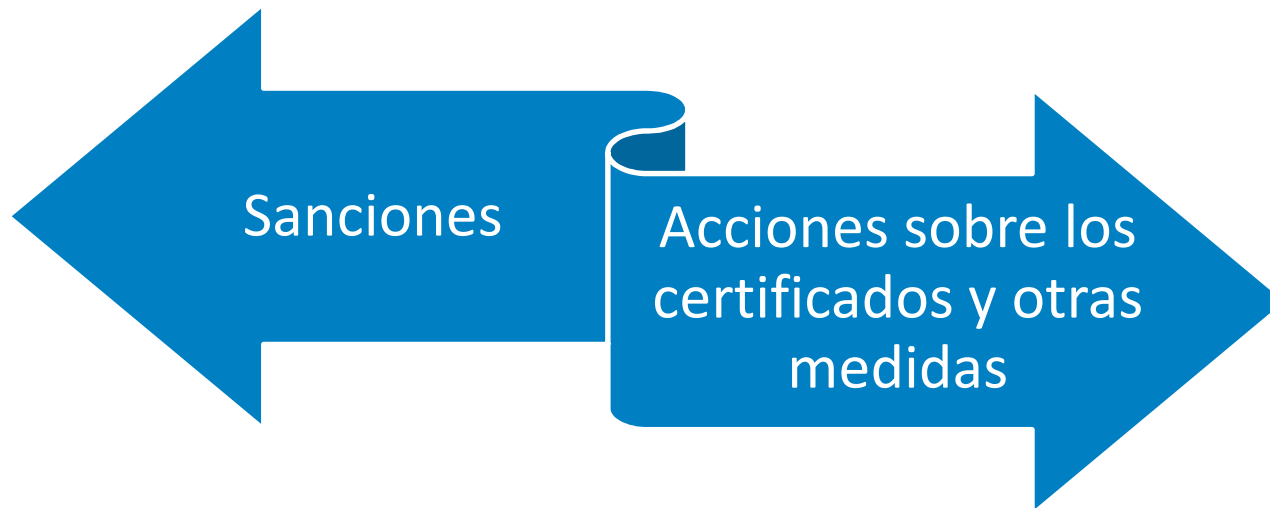 Sanciones
Acciones sobre los
certificados y otras
medidas